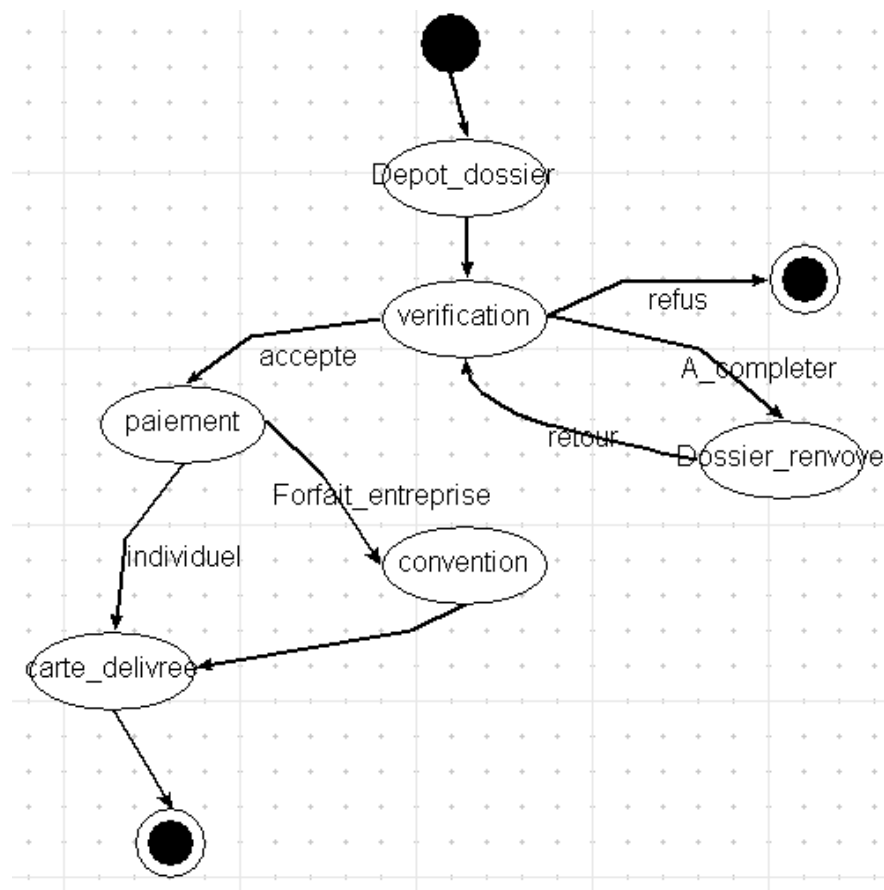 Depot_dossier
verification
refus
accepte
A_completer
paiement
retour
Dossier_renvoye
Forfait_entreprise
individuel
convention
carte_delivree